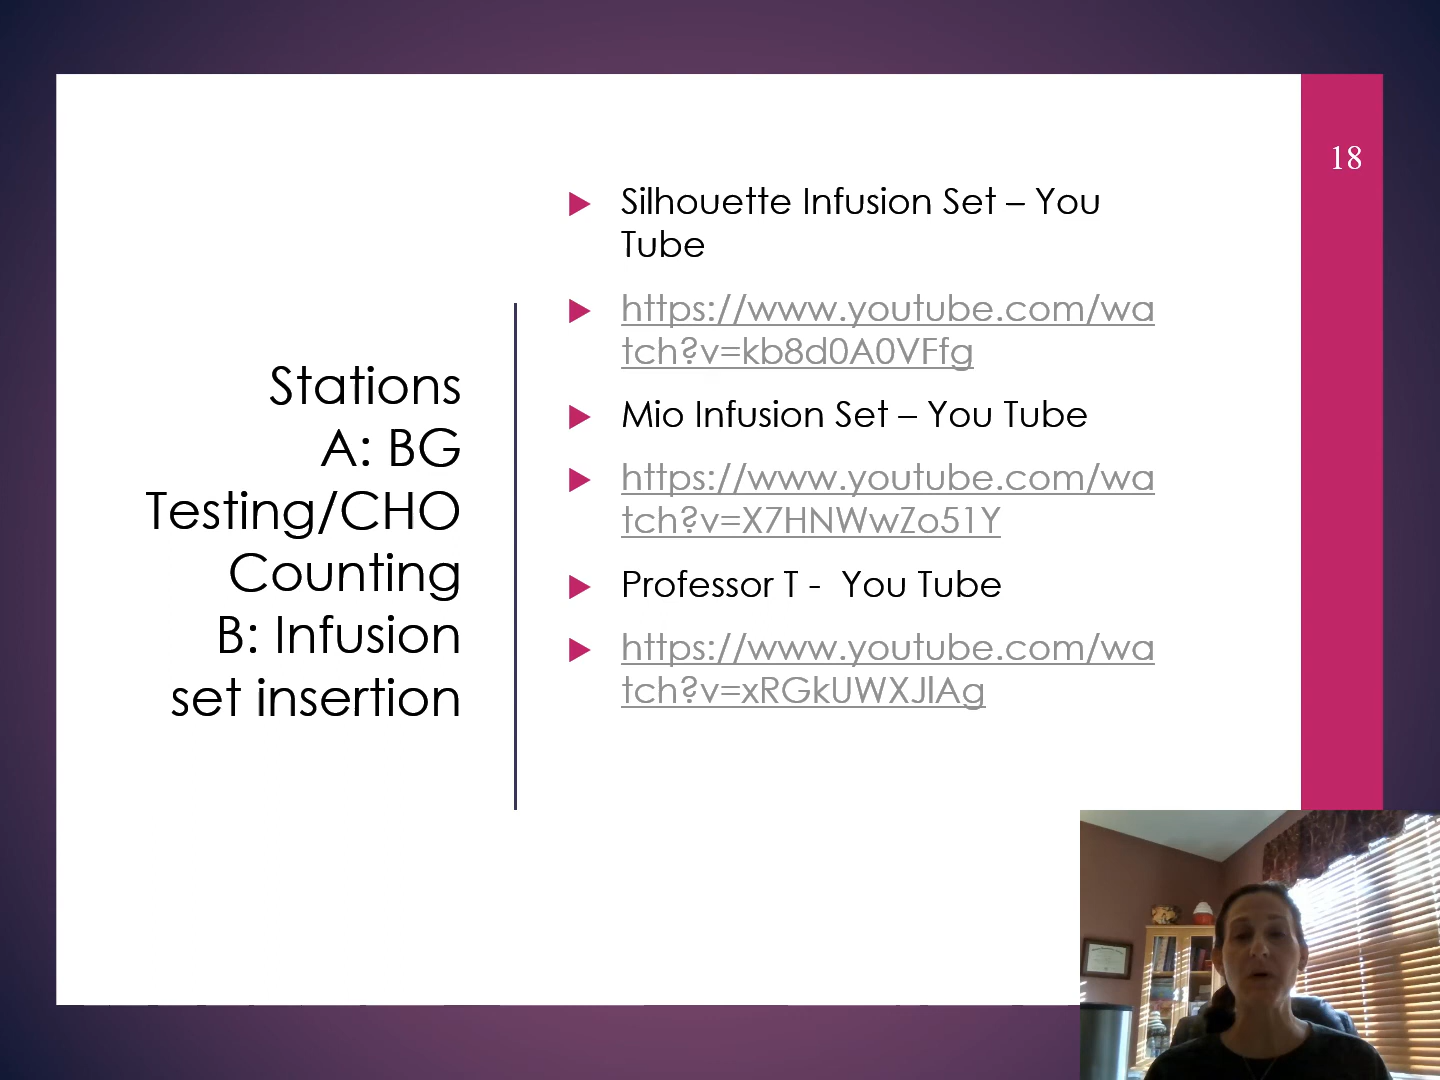 18
Stations
A: BG
Testing/CHO
Counting
B: Infusion
set insertion
Silhouette Infusion Set – You
Tube
https://www.youtube.com/wa
tch?v=kb8d0A0VFfg
Mio Infusion Set – You Tube
https://www.youtube.com/wa
tch?v=X7HNWwZo51Y
Professor T - You Tube
https://www.youtube.com/wa
tch?v=xRGkUWXJlAg